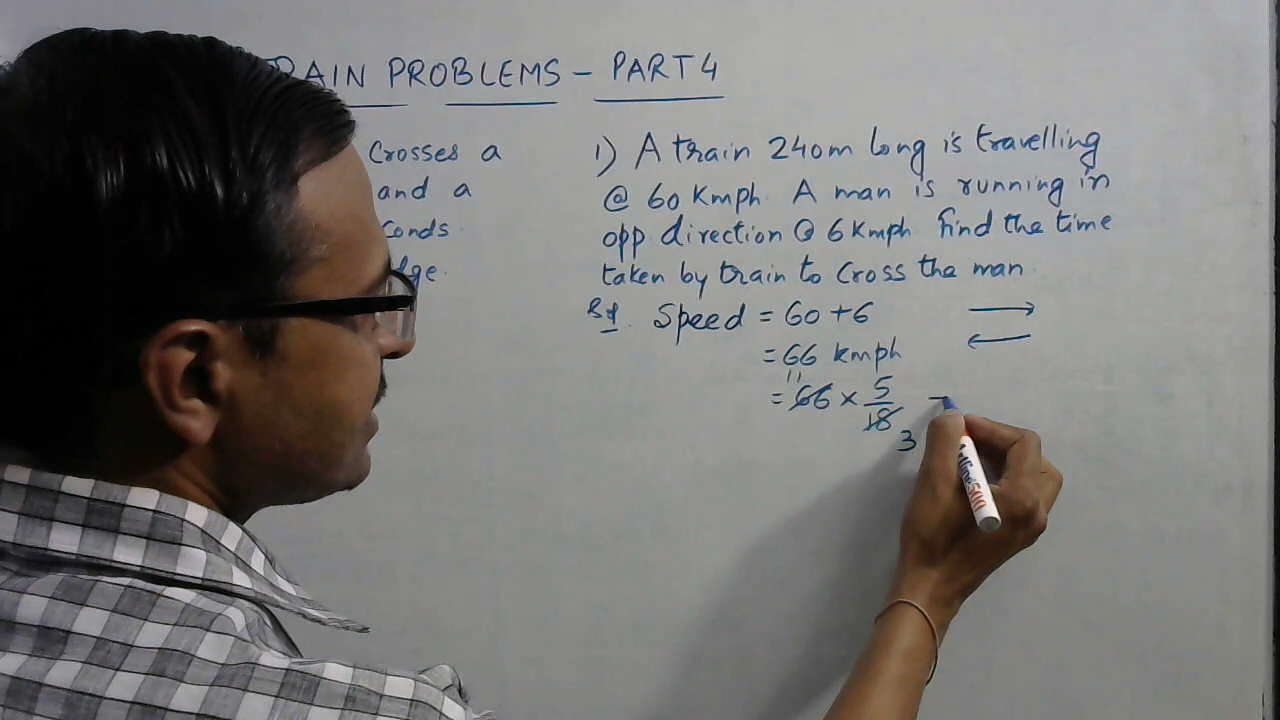 RAIN PROBLEMS - PART 4
Crosses a
and a
conds
dge.
1) A train 240m long is travelling
@ 60 Kmph. A man is running in
opp direction @ 6 Kmph find the time
taken by train to Cross the man.
Speed = 60 + 6
= 66 kmph
11
= 66 × 5/18
3
Artline 500